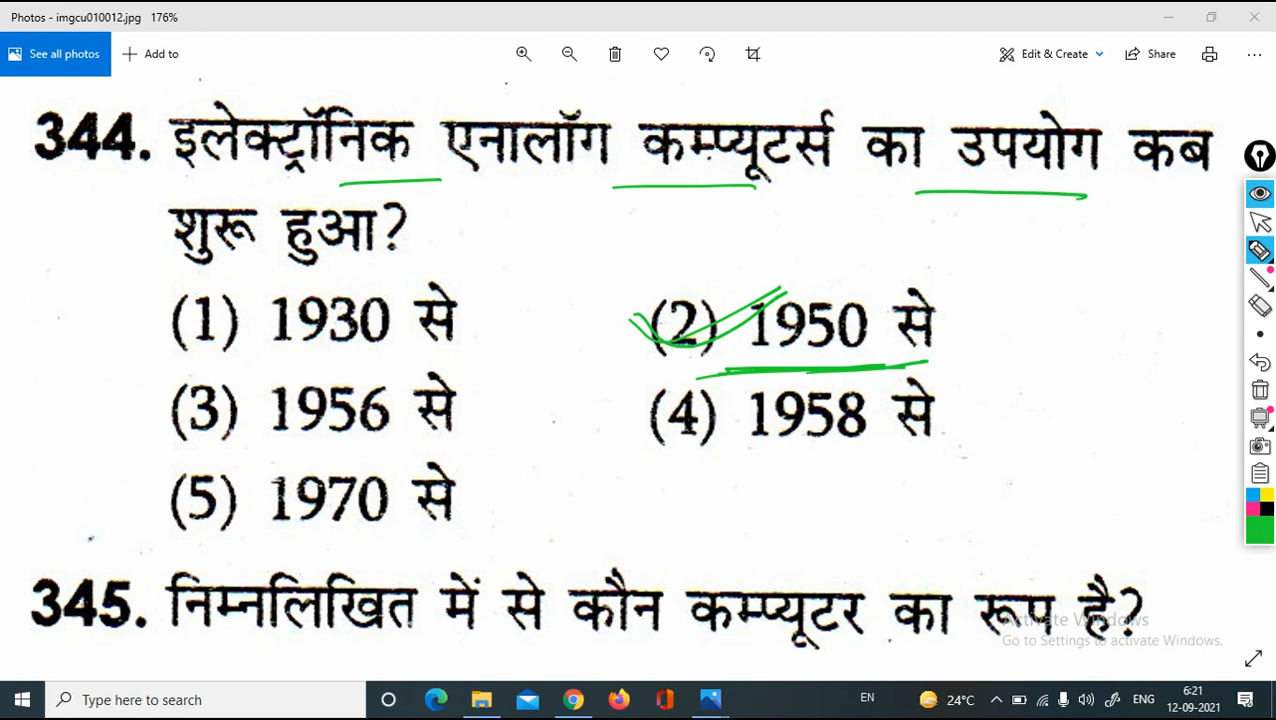 Photos - imgcu010012.jpg 176%
See all photos
Add to
Edit & Create
Share
344. इलेक्ट्रॉनिक एनालॉग कम्प्यूटर्स का उपयोग कब
शुरू हुआ?
(1) 1930 से (2) 1950 से
(3) 1956 से (4) 1958 से
(5) 1970 से
345. निम्नलिखित में से कौन कम्प्यूटर का रूप है?
Activate Windows
Go to Settings to activate Windows.
Type here to search
EN
24°C
ENG
6:21
12-09-2021